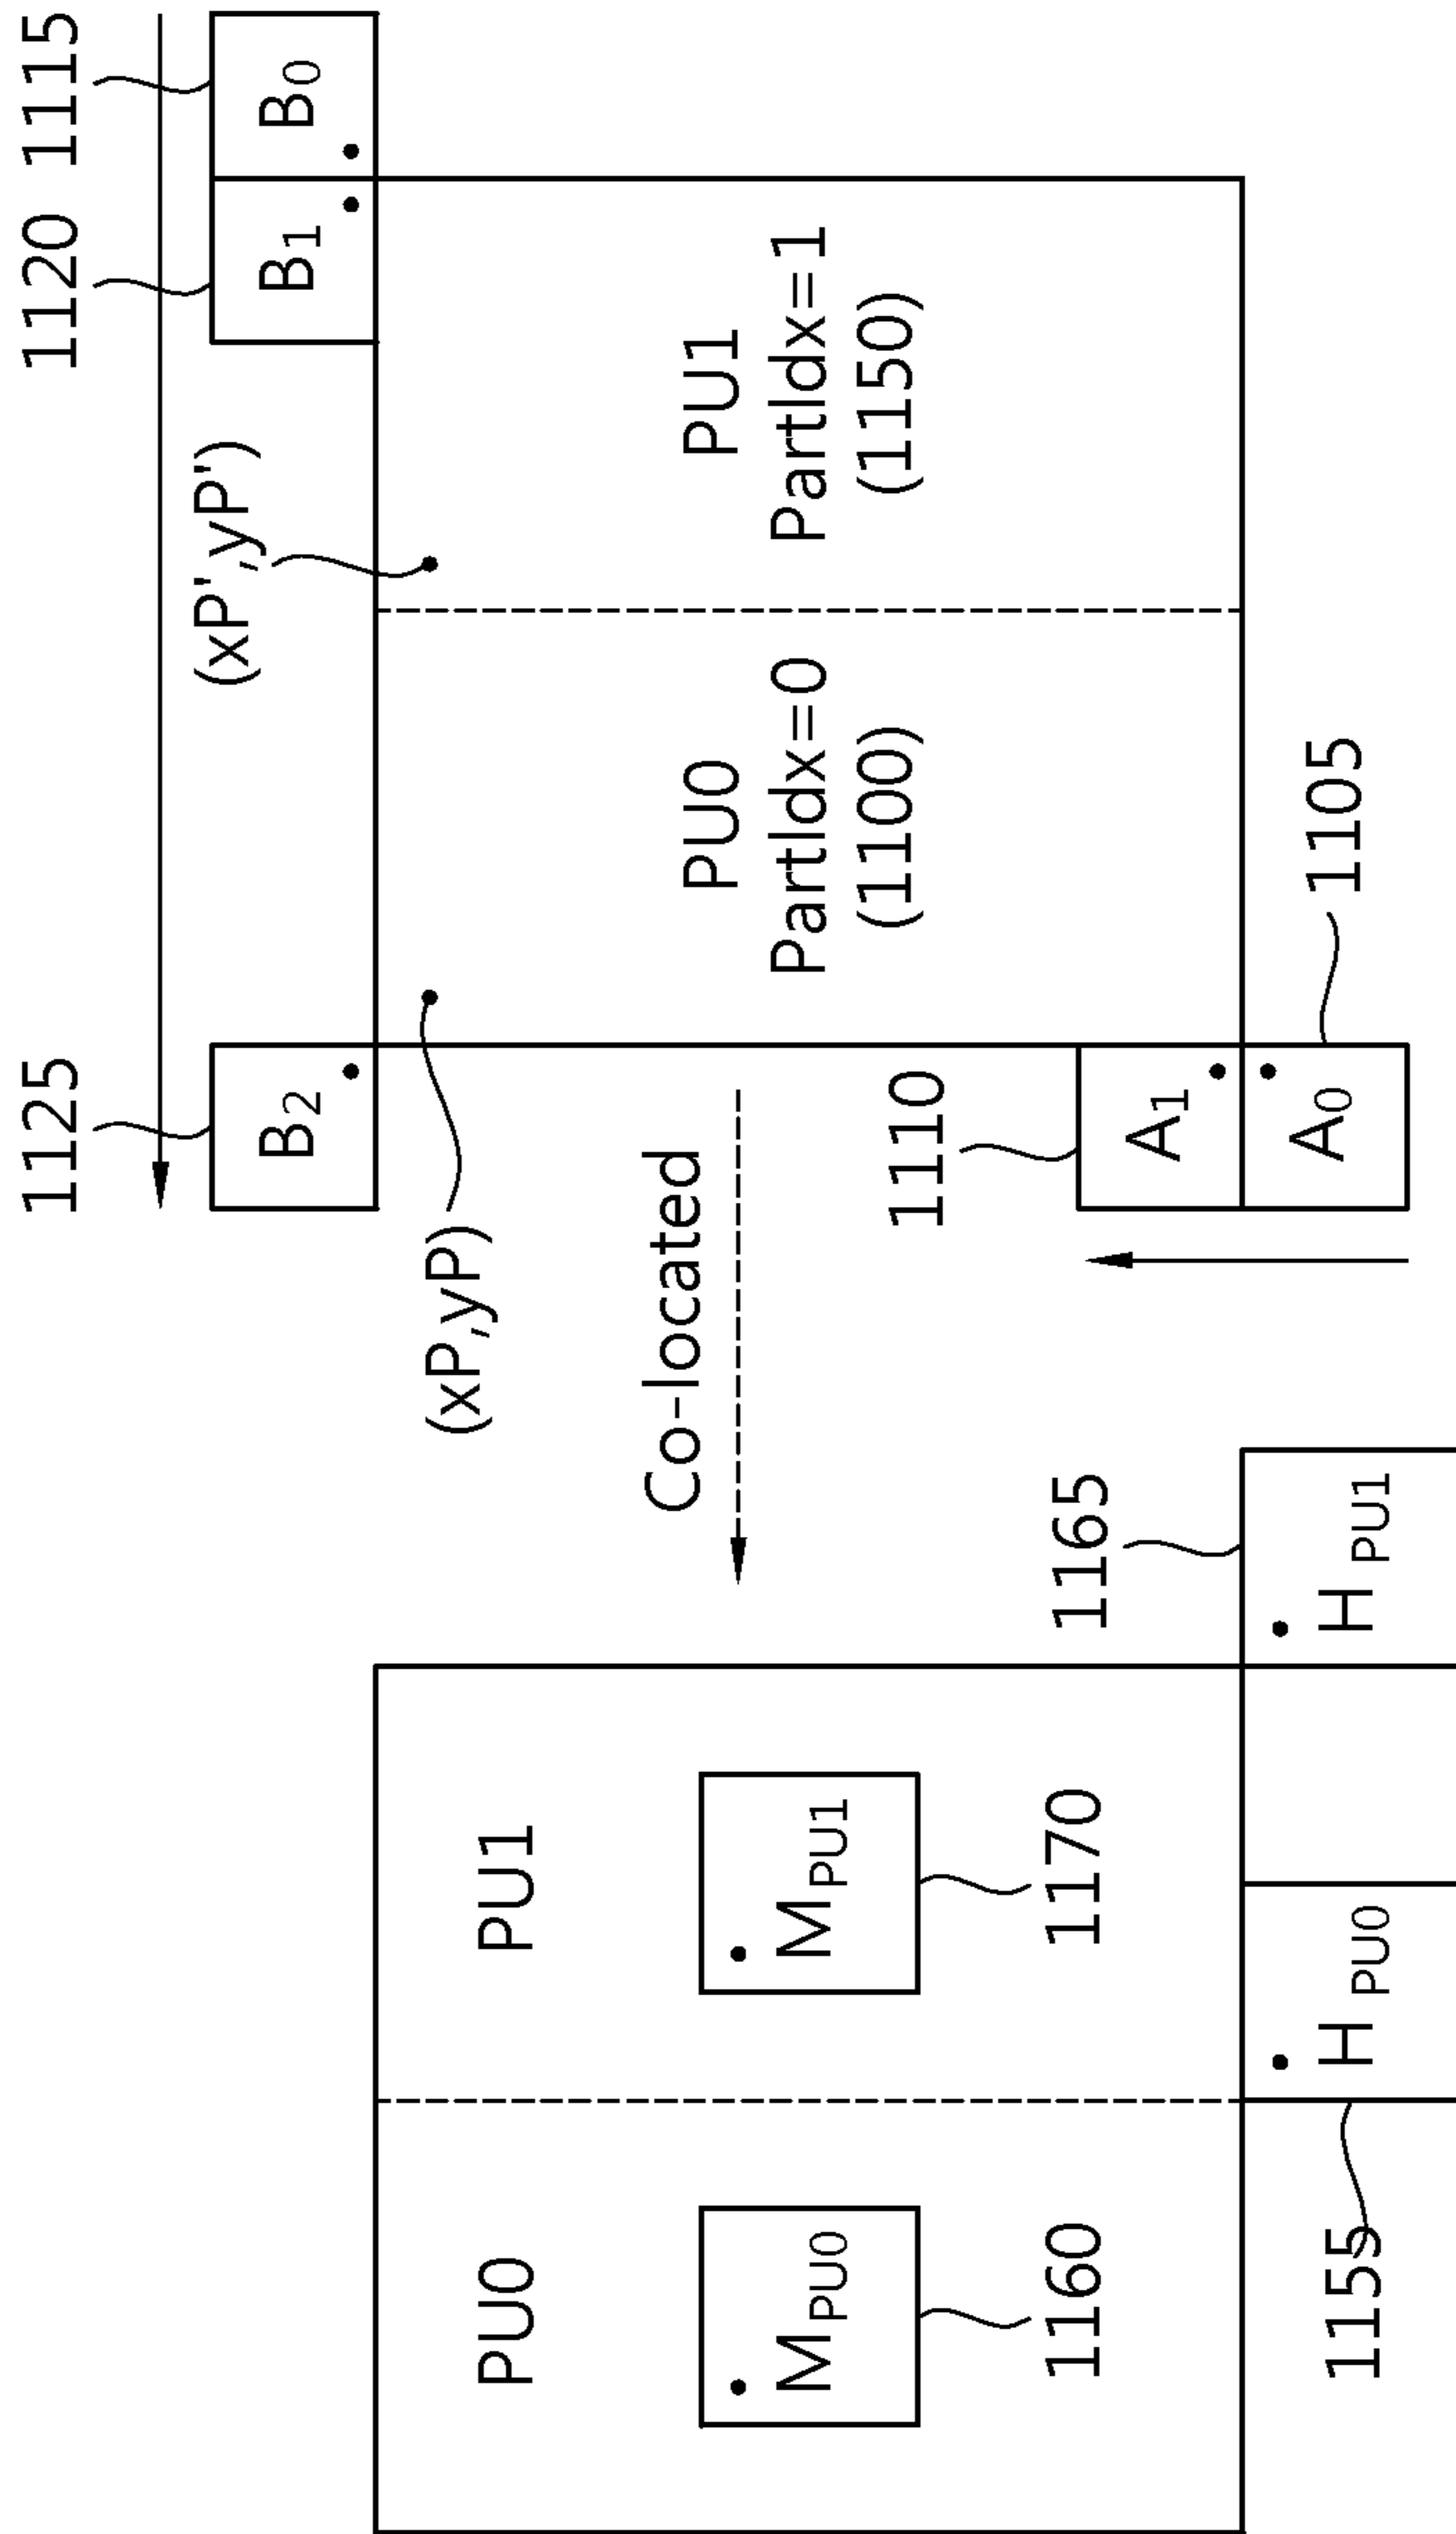 1125
1120
1115
B2
B1
B0
(xP',yP')
(xP,yP)
PU0
PartIdx=0
(1100)
PU1
PartIdx=1
(1150)
Co-located
1110
A1
A0
1105
PU0
PU1
MPU0
1160
MPU1
1170
1165
HPU0
HPU1
1155